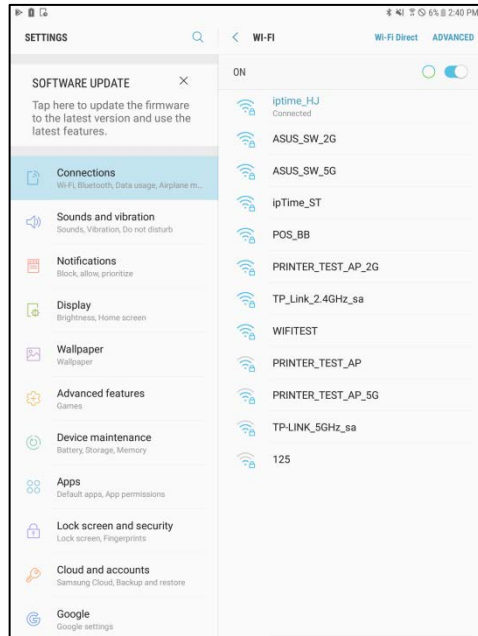 6% 2:40 PM
SETTINGS
SOFTWARE UPDATE
Tap here to update the firmware
to the latest version and use the
latest features.
Connections
Wi-Fi, Bluetooth, Data usage, Airplane m...
Sounds and vibration
Sounds, Vibration, Do not disturb
Notifications
Block, allow, prioritize
Display
Brightness, Home screen
Wallpaper
Wallpaper
Advanced features
Games
Device maintenance
Battery, Storage, Memory
Apps
Default apps, App permissions
Lock screen and security
Lock screen, Fingerprints
Cloud and accounts
Samsung Cloud, Backup and restore
Google
Google settings
WI-FI Wi-Fi Direct ADVANCED
ON
iptime_HJ
Connected
ASUS_SW_2G
ASUS_SW_5G
ipTime_ST
POS_BB
PRINTER_TEST_AP_2G
TP_Link_2.4GHz_sa
WIFITEST
PRINTER_TEST_AP
PRINTER_TEST_AP_5G
TP-LINK_5GHz_sa
125